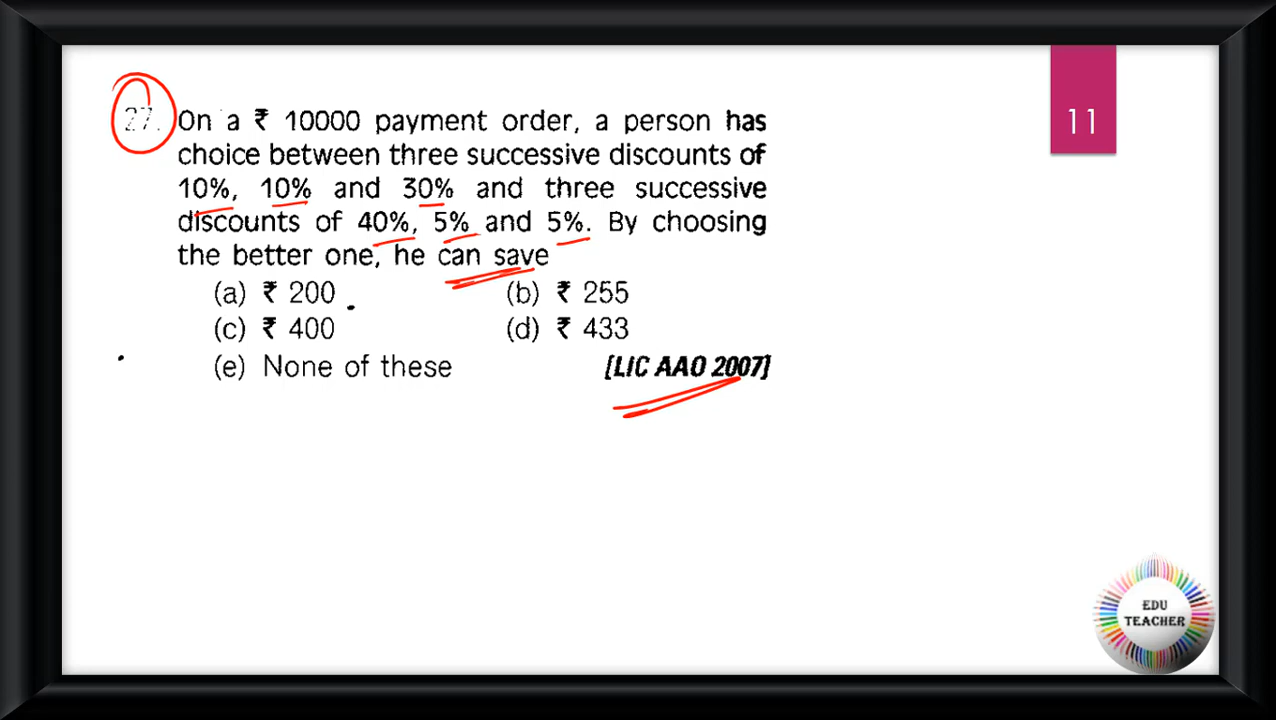 11
27. On a ₹ 10000 payment order, a person has
choice between three successive discounts of
10%, 10% and 30% and three successive
discounts of 40%, 5% and 5%. By choosing
the better one, he can save
(a) ₹ 200 (b) ₹ 255
(c) ₹ 400 (d) ₹ 433
(e) None of these [LIC AAO 2007]
EDU
TEACHER